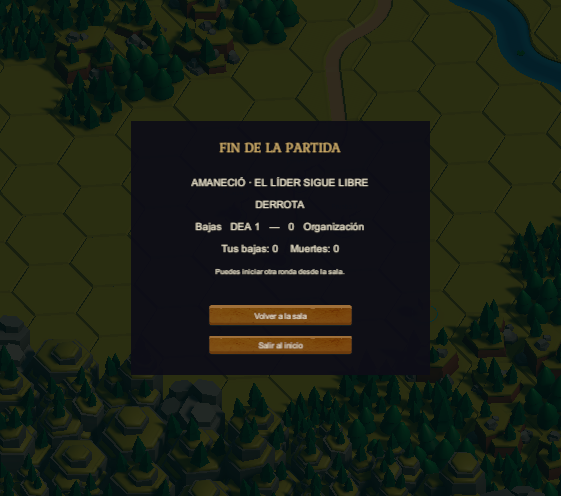 FIN DE LA PARTIDA
AMANECIÓ · EL LÍDER SIGUE LIBRE
DERROTA
Bajas DEA 1 — 0 Organización
Tus bajas: 0 Muertes: 0
Puedes iniciar otra ronda desde la sala.
Volver a la sala
Salir al inicio